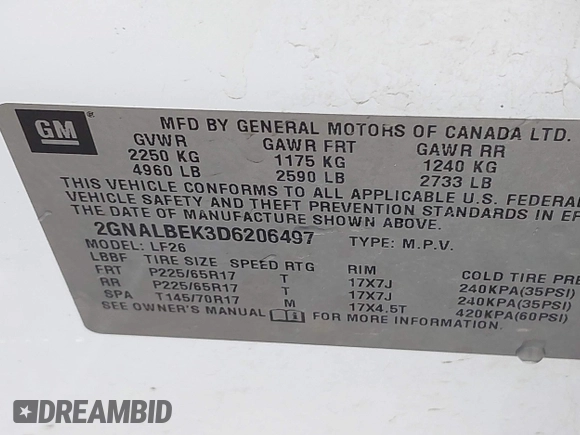 GM
MFD BY GENERAL MOTORS OF CANADA LTD.
GVWR GAWR FRT GAWR RR
2250 KG 1175 KG 1240 KG
4960 LB 2590 LB 2733 LB
THIS VEHICLE CONFORMS TO ALL APPLICABLE U.S. FEDERAL
VEHICLE SAFETY AND THEFT PREVENTION STANDARDS IN EF
THE DATE OF MANUFACTURE SHOWN ABOVE.
2GNALBEK3D6206497 TYPE: M.P.V.
MODEL: LF26
LBBF TIRE SIZE SPEED RTG RIM COLD TIRE PRE
FRT P225/65R17 T 17X7J 240KPA(35PSI)
RR P225/65R17 T 17X7J 240KPA(35PSI)
SPA T145/70R17 M 17X4.5T 420KPA(60PSI)
SEE OWNER'S MANUAL FOR MORE INFORMATION.
DREAMBID